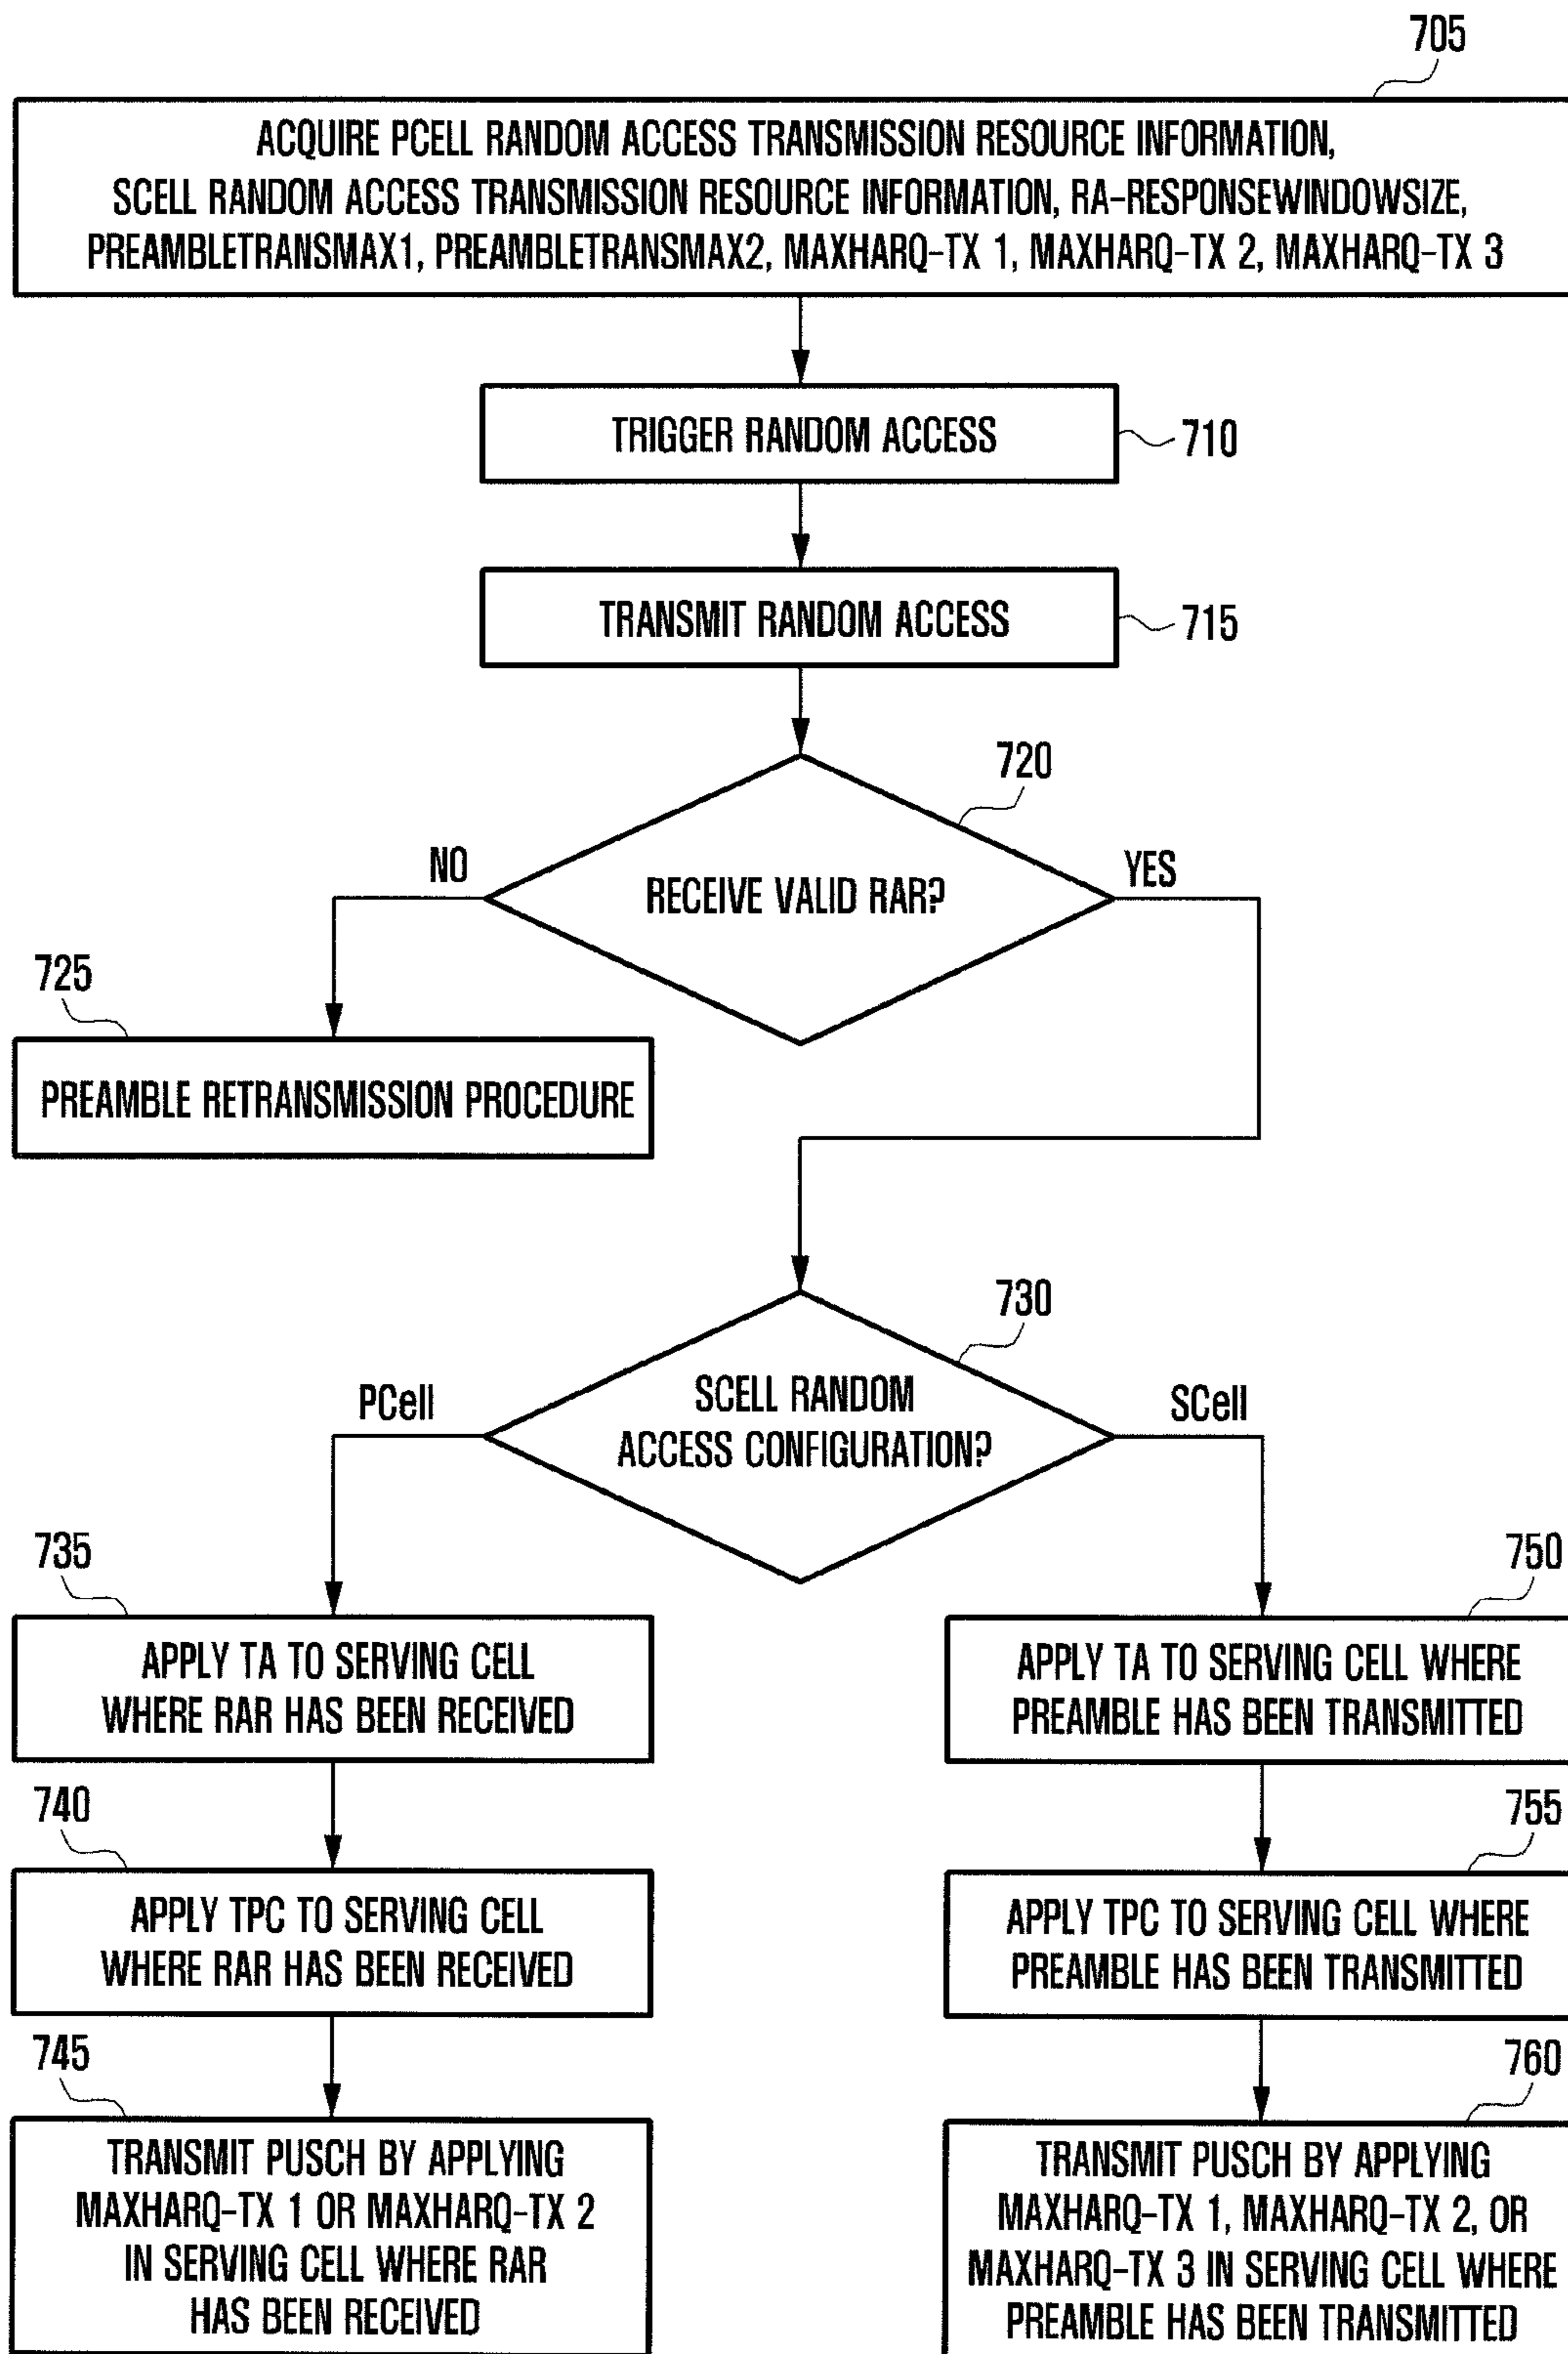 705
ACQUIRE PCELL RANDOM ACCESS TRANSMISSION RESOURCE INFORMATION,
SCELL RANDOM ACCESS TRANSMISSION RESOURCE INFORMATION, RA-RESPONSEWINDOWSIZE,
PREAMBLETRANSMAX1, PREAMBLETRANSMAX2, MAXHARQ-TX 1, MAXHARQ-TX 2, MAXHARQ-TX 3
TRIGGER RANDOM ACCESS
710
TRANSMIT RANDOM ACCESS
715
720
NO
YES
RECEIVE VALID RAR?
725
PREAMBLE RETRANSMISSION PROCEDURE
730
PCell
SCell
SCELL RANDOM
ACCESS CONFIGURATION?
735
APPLY TA TO SERVING CELL
WHERE RAR HAS BEEN RECEIVED
740
APPLY TPC TO SERVING CELL
WHERE RAR HAS BEEN RECEIVED
745
TRANSMIT PUSCH BY APPLYING
MAXHARQ-TX 1 OR MAXHARQ-TX 2
IN SERVING CELL WHERE RAR
HAS BEEN RECEIVED
750
APPLY TA TO SERVING CELL WHERE
PREAMBLE HAS BEEN TRANSMITTED
755
APPLY TPC TO SERVING CELL WHERE
PREAMBLE HAS BEEN TRANSMITTED
760
TRANSMIT PUSCH BY APPLYING
MAXHARQ-TX 1, MAXHARQ-TX 2, OR
MAXHARQ-TX 3 IN SERVING CELL WHERE
PREAMBLE HAS BEEN TRANSMITTED